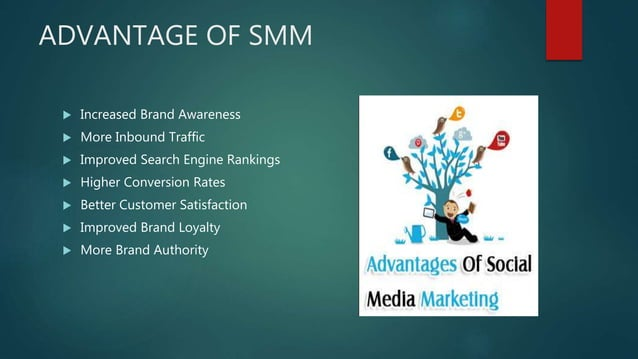 ADVANTAGE OF SMM
Increased Brand Awareness
More Inbound Traffic
Improved Search Engine Rankings
Higher Conversion Rates
Better Customer Satisfaction
Improved Brand Loyalty
More Brand Authority
Advantages Of Social
Media Marketing